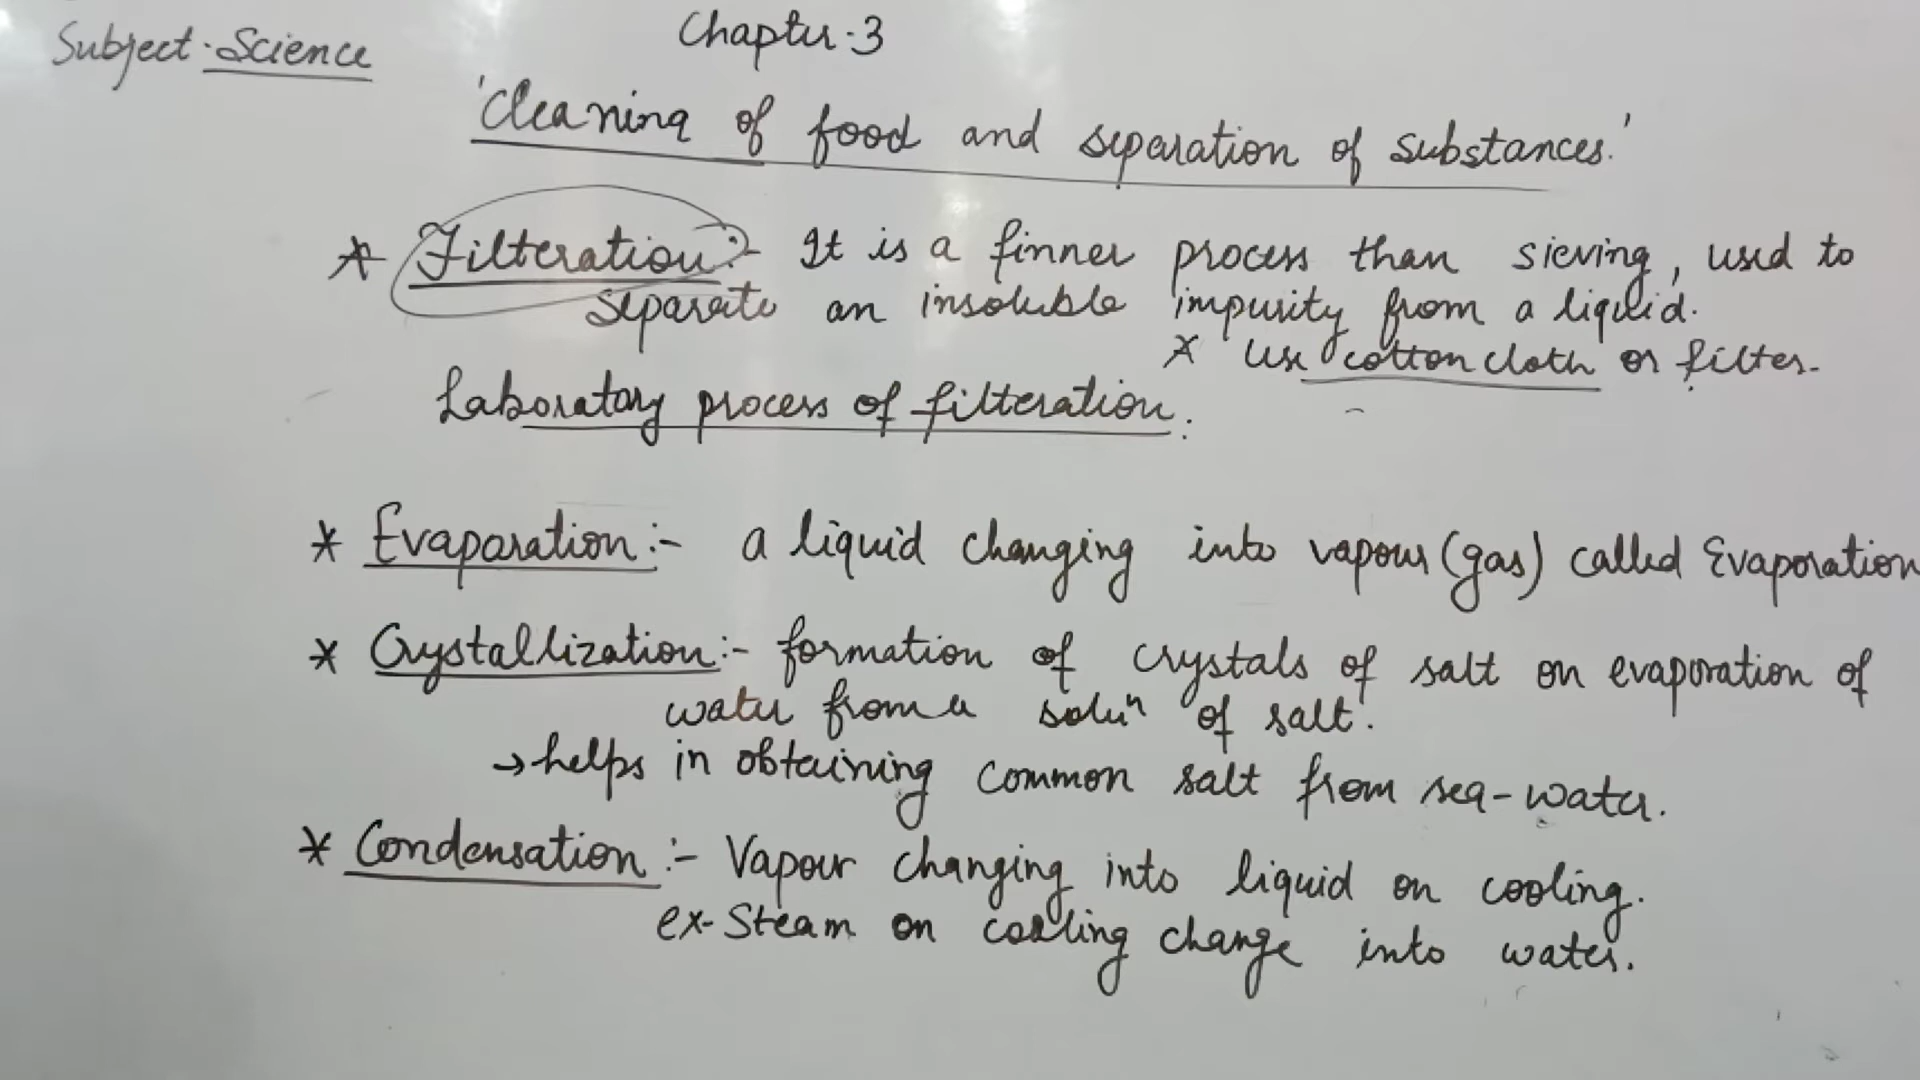 Subject. Science
Chapter.3
'Cleaning of food and separation of substances.'
* Filteration:- It is a finner process than sieving, used to
separate an insoluble impurity from a liquid.
x use cotton cloth or filter.
Laboratory process of filteration.
* Evaparation:- a liquid changing into vapour (gas) called Evaporation
* Crystallization:- formation of crystals of salt on evaporation of
water from a soluⁿ of salt.
→ helps in obtaining common salt from sea-water.
* Condensation:- Vapour changing into liquid on cooling.
ex- Steam on cooling change into water.